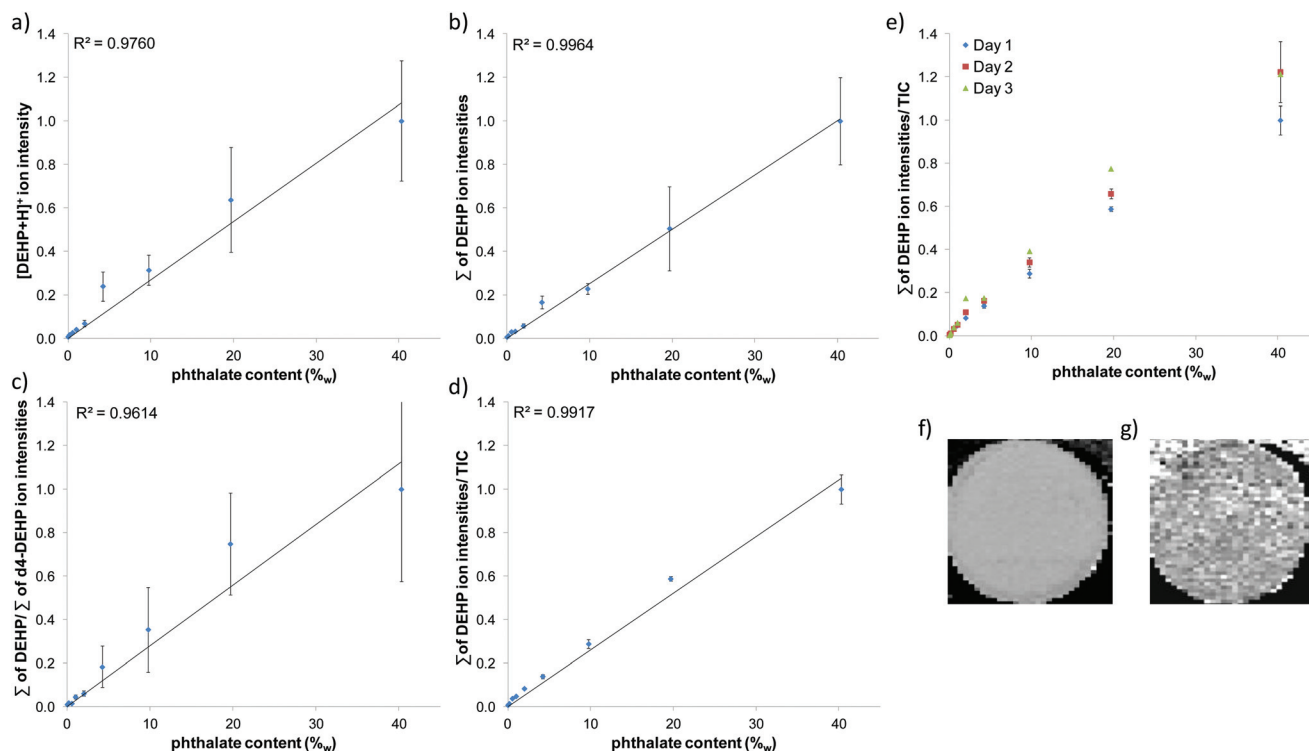 a)
R² = 0.9760
[DEHP+H]⁺ ion intensity
1.4
1.2
1.0
0.8
0.6
0.4
0.2
0.0
0 10 20 30 40
phthalate content (%w)
b)
R² = 0.9964
∑ of DEHP ion intensities
1.4
1.2
1.0
0.8
0.6
0.4
0.2
0.0
0 10 20 30 40
phthalate content (%w)
e)
Day 1
Day 2
Day 3
∑ of DEHP ion intensities/ TIC
1.4
1.2
1.0
0.8
0.6
0.4
0.2
0.0
0 10 20 30 40
phthalate content (%w)
c)
R² = 0.9614
∑ of DEHP/ ∑ of d4-DEHP ion intensities
1.4
1.2
1.0
0.8
0.6
0.4
0.2
0.0
0 10 20 30 40
phthalate content (%w)
d)
R² = 0.9917
∑of DEHP ion intensities/ TIC
1.4
1.2
1.0
0.8
0.6
0.4
0.2
0.0
0 10 20 30 40
phthalate content (%w)
f)
g)